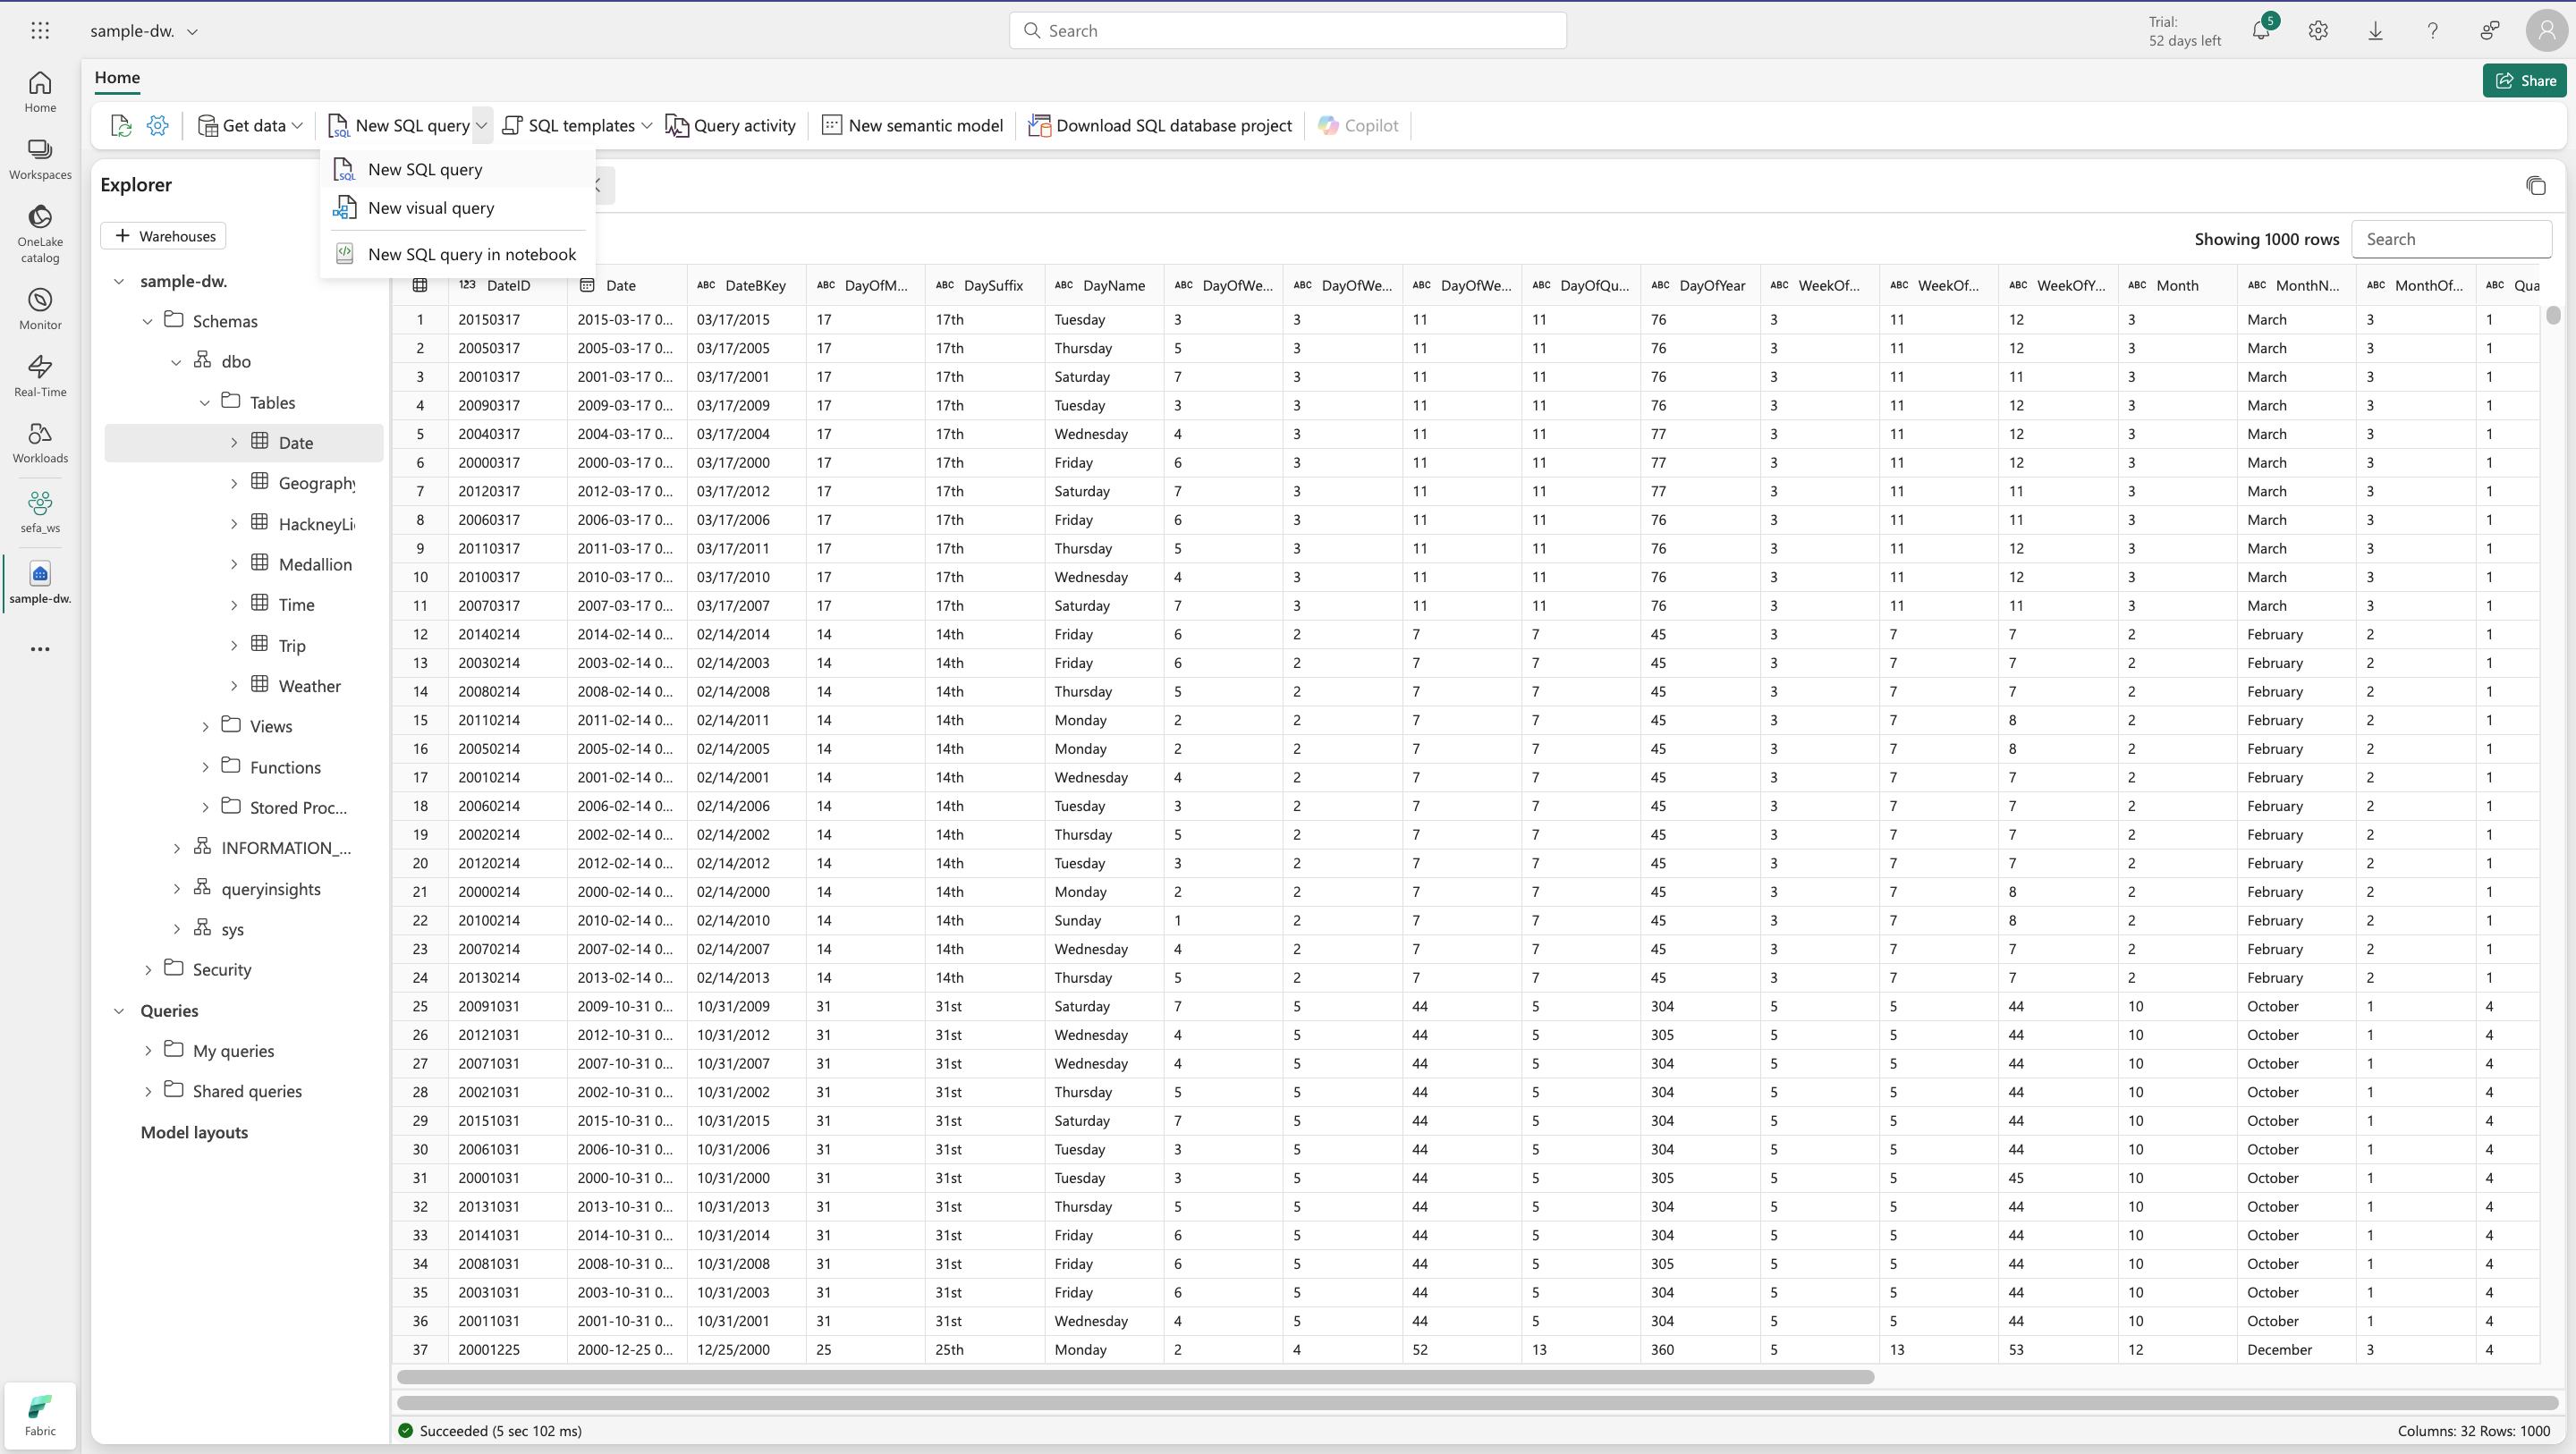 sample-dw.
Search
Trial:
52 days left
5
Home
Share
Get data
New SQL query
SQL templates
Query activity
New semantic model
Download SQL database project
Copilot
New SQL query
New visual query
New SQL query in notebook
Home
Workspaces
OneLake
catalog
Monitor
Real-Time
Workloads
sefa_ws
sample-dw.
Fabric
Explorer
Warehouses
sample-dw.
Schemas
dbo
Tables
Date
Geography
HackneyLi
Medallion
Time
Trip
Weather
Views
Functions
Stored Proc...
INFORMATION_...
queryinsights
sys
Security
Queries
My queries
Shared queries
Model layouts
Showing 1000 rows
Search
123 DateID Date ABC DateBKey ABC DayOfM... ABC DaySuffix ABC DayName ABC DayOfWe... ABC DayOfWe... ABC DayOfWe... ABC DayOfQu... ABC DayOfYear ABC WeekOf... ABC WeekOf... ABC WeekOfY... ABC Month ABC MonthN... ABC MonthOf... ABC Qua
1 20150317 2015-03-17 0... 03/17/2015 17 17th Tuesday 3 3 11 11 76 3 11 12 3 March 3 1
2 20050317 2005-03-17 0... 03/17/2005 17 17th Thursday 5 3 11 11 76 3 11 12 3 March 3 1
3 20010317 2001-03-17 0... 03/17/2001 17 17th Saturday 7 3 11 11 76 3 11 11 3 March 3 1
4 20090317 2009-03-17 0... 03/17/2009 17 17th Tuesday 3 3 11 11 76 3 11 12 3 March 3 1
5 20040317 2004-03-17 0... 03/17/2004 17 17th Wednesday 4 3 11 11 77 3 11 12 3 March 3 1
6 20000317 2000-03-17 0... 03/17/2000 17 17th Friday 6 3 11 11 77 3 11 12 3 March 3 1
7 20120317 2012-03-17 0... 03/17/2012 17 17th Saturday 7 3 11 11 77 3 11 11 3 March 3 1
8 20060317 2006-03-17 0... 03/17/2006 17 17th Friday 6 3 11 11 76 3 11 11 3 March 3 1
9 20110317 2011-03-17 0... 03/17/2011 17 17th Thursday 5 3 11 11 76 3 11 12 3 March 3 1
10 20100317 2010-03-17 0... 03/17/2010 17 17th Wednesday 4 3 11 11 76 3 11 12 3 March 3 1
11 20070317 2007-03-17 0... 03/17/2007 17 17th Saturday 7 3 11 11 76 3 11 11 3 March 3 1
12 20140214 2014-02-14 0... 02/14/2014 14 14th Friday 6 2 7 7 45 3 7 7 2 February 2 1
13 20030214 2003-02-14 0... 02/14/2003 14 14th Friday 6 2 7 7 45 3 7 7 2 February 2 1
14 20080214 2008-02-14 0... 02/14/2008 14 14th Thursday 5 2 7 7 45 3 7 7 2 February 2 1
15 20110214 2011-02-14 0... 02/14/2011 14 14th Monday 2 2 7 7 45 3 7 8 2 February 2 1
16 20050214 2005-02-14 0... 02/14/2005 14 14th Monday 2 2 7 7 45 3 7 8 2 February 2 1
17 20010214 2001-02-14 0... 02/14/2001 14 14th Wednesday 4 2 7 7 45 3 7 7 2 February 2 1
18 20060214 2006-02-14 0... 02/14/2006 14 14th Tuesday 3 2 7 7 45 3 7 7 2 February 2 1
19 20020214 2002-02-14 0... 02/14/2002 14 14th Thursday 5 2 7 7 45 3 7 7 2 February 2 1
20 20120214 2012-02-14 0... 02/14/2012 14 14th Tuesday 3 2 7 7 45 3 7 7 2 February 2 1
21 20000214 2000-02-14 0... 02/14/2000 14 14th Monday 2 2 7 7 45 3 7 8 2 February 2 1
22 20100214 2010-02-14 0... 02/14/2010 14 14th Sunday 1 2 7 7 45 3 7 8 2 February 2 1
23 20070214 2007-02-14 0... 02/14/2007 14 14th Wednesday 4 2 7 7 45 3 7 7 2 February 2 1
24 20130214 2013-02-14 0... 02/14/2013 14 14th Thursday 5 2 7 7 45 3 7 7 2 February 2 1
25 20091031 2009-10-31 0... 10/31/2009 31 31st Saturday 7 5 44 5 304 5 5 44 10 October 1 4
26 20121031 2012-10-31 0... 10/31/2012 31 31st Wednesday 4 5 44 5 305 5 5 44 10 October 1 4
27 20071031 2007-10-31 0... 10/31/2007 31 31st Wednesday 4 5 44 5 304 5 5 44 10 October 1 4
28 20021031 2002-10-31 0... 10/31/2002 31 31st Thursday 5 5 44 5 304 5 5 44 10 October 1 4
29 20151031 2015-10-31 0... 10/31/2015 31 31st Saturday 7 5 44 5 304 5 5 44 10 October 1 4
30 20061031 2006-10-31 0... 10/31/2006 31 31st Tuesday 3 5 44 5 304 5 5 44 10 October 1 4
31 20001031 2000-10-31 0... 10/31/2000 31 31st Tuesday 3 5 44 5 305 5 5 45 10 October 1 4
32 20131031 2013-10-31 0... 10/31/2013 31 31st Thursday 5 5 44 5 304 5 5 44 10 October 1 4
33 20141031 2014-10-31 0... 10/31/2014 31 31st Friday 6 5 44 5 304 5 5 44 10 October 1 4
34 20081031 2008-10-31 0... 10/31/2008 31 31st Friday 6 5 44 5 305 5 5 44 10 October 1 4
35 20031031 2003-10-31 0... 10/31/2003 31 31st Friday 6 5 44 5 304 5 5 44 10 October 1 4
36 20011031 2001-10-31 0... 10/31/2001 31 31st Wednesday 4 5 44 5 304 5 5 44 10 October 1 4
37 20001225 2000-12-25 0... 12/25/2000 25 25th Monday 2 4 52 13 360 5 13 53 12 December 3 4
Succeeded (5 sec 102 ms)
Columns: 32 Rows: 1000